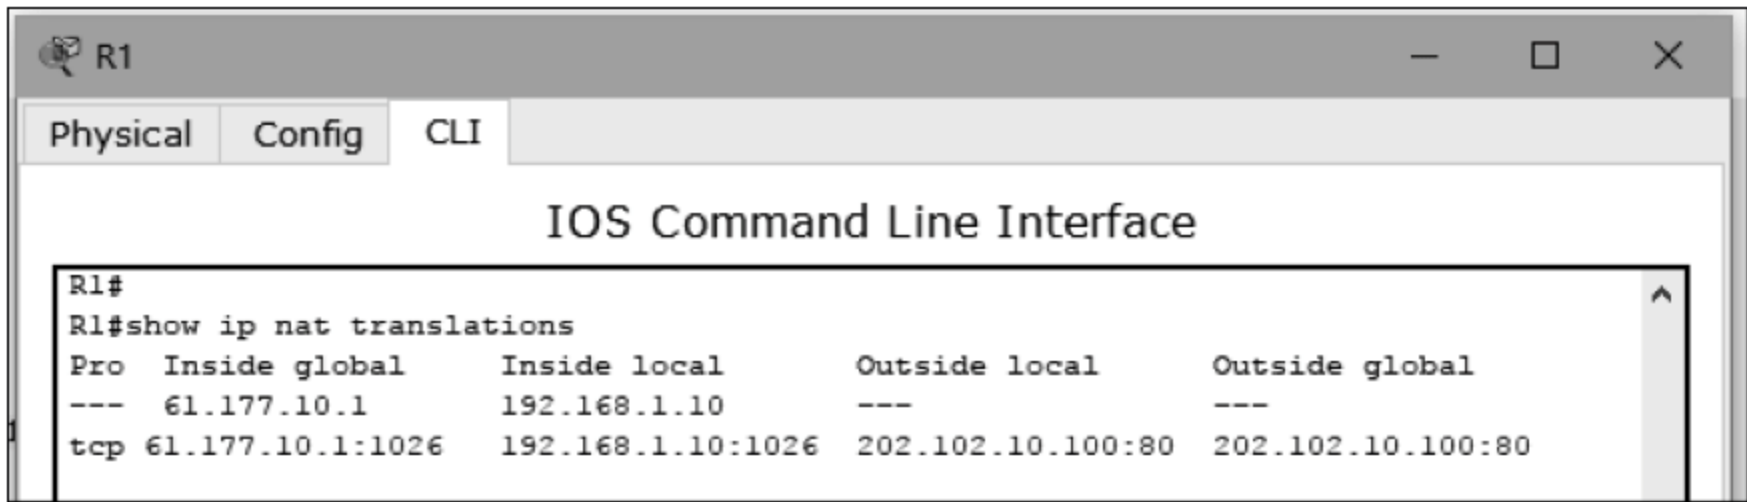 R1
Physical Config CLI
IOS Command Line Interface
R1#
R1#show ip nat translations
Pro Inside global Inside local Outside local Outside global
--- 61.177.10.1 192.168.1.10 --- ---
tcp 61.177.10.1:1026 192.168.1.10:1026 202.102.10.100:80 202.102.10.100:80